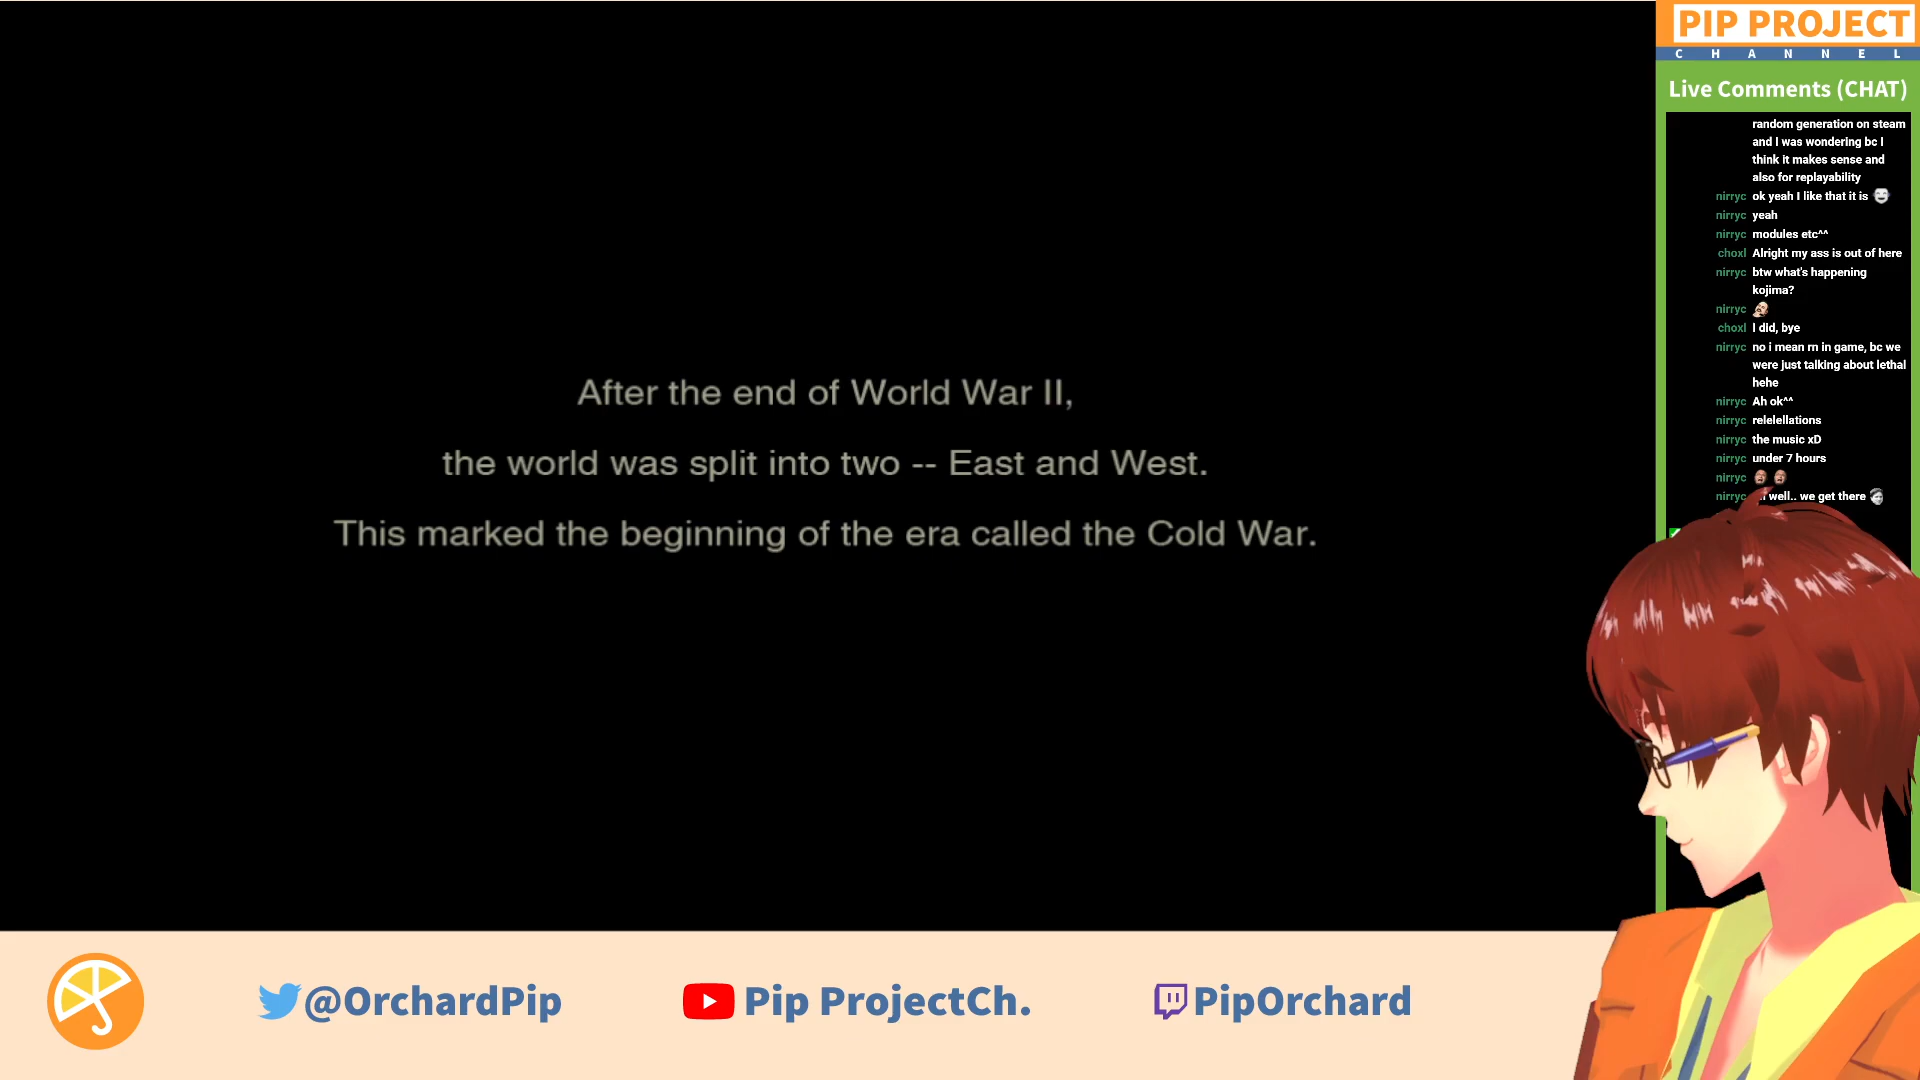 After the end of World War II,
the world was split into two -- East and West.
This marked the beginning of the era called the Cold War.
PIP PROJECT
CHANNEL
Live Comments (CHAT)
random generation on steam
and I was wondering bc I
think it makes sense and
also for replayability
nirryc ok yeah I like that it is
nirryc yeah
nirryc modules etc^^
choxl Alright my ass is out of here
nirryc btw what's happening
kojima?
nirryc
choxl I did, bye
nirryc no i mean rn in game, bc we
were just talking about lethal
hehe
nirryc Ah ok^^
nirryc relelellations
nirryc the music xD
nirryc under 7 hours
nirryc
nirryc well.. we get there
@OrchardPip
Pip ProjectCh.
PipOrchard